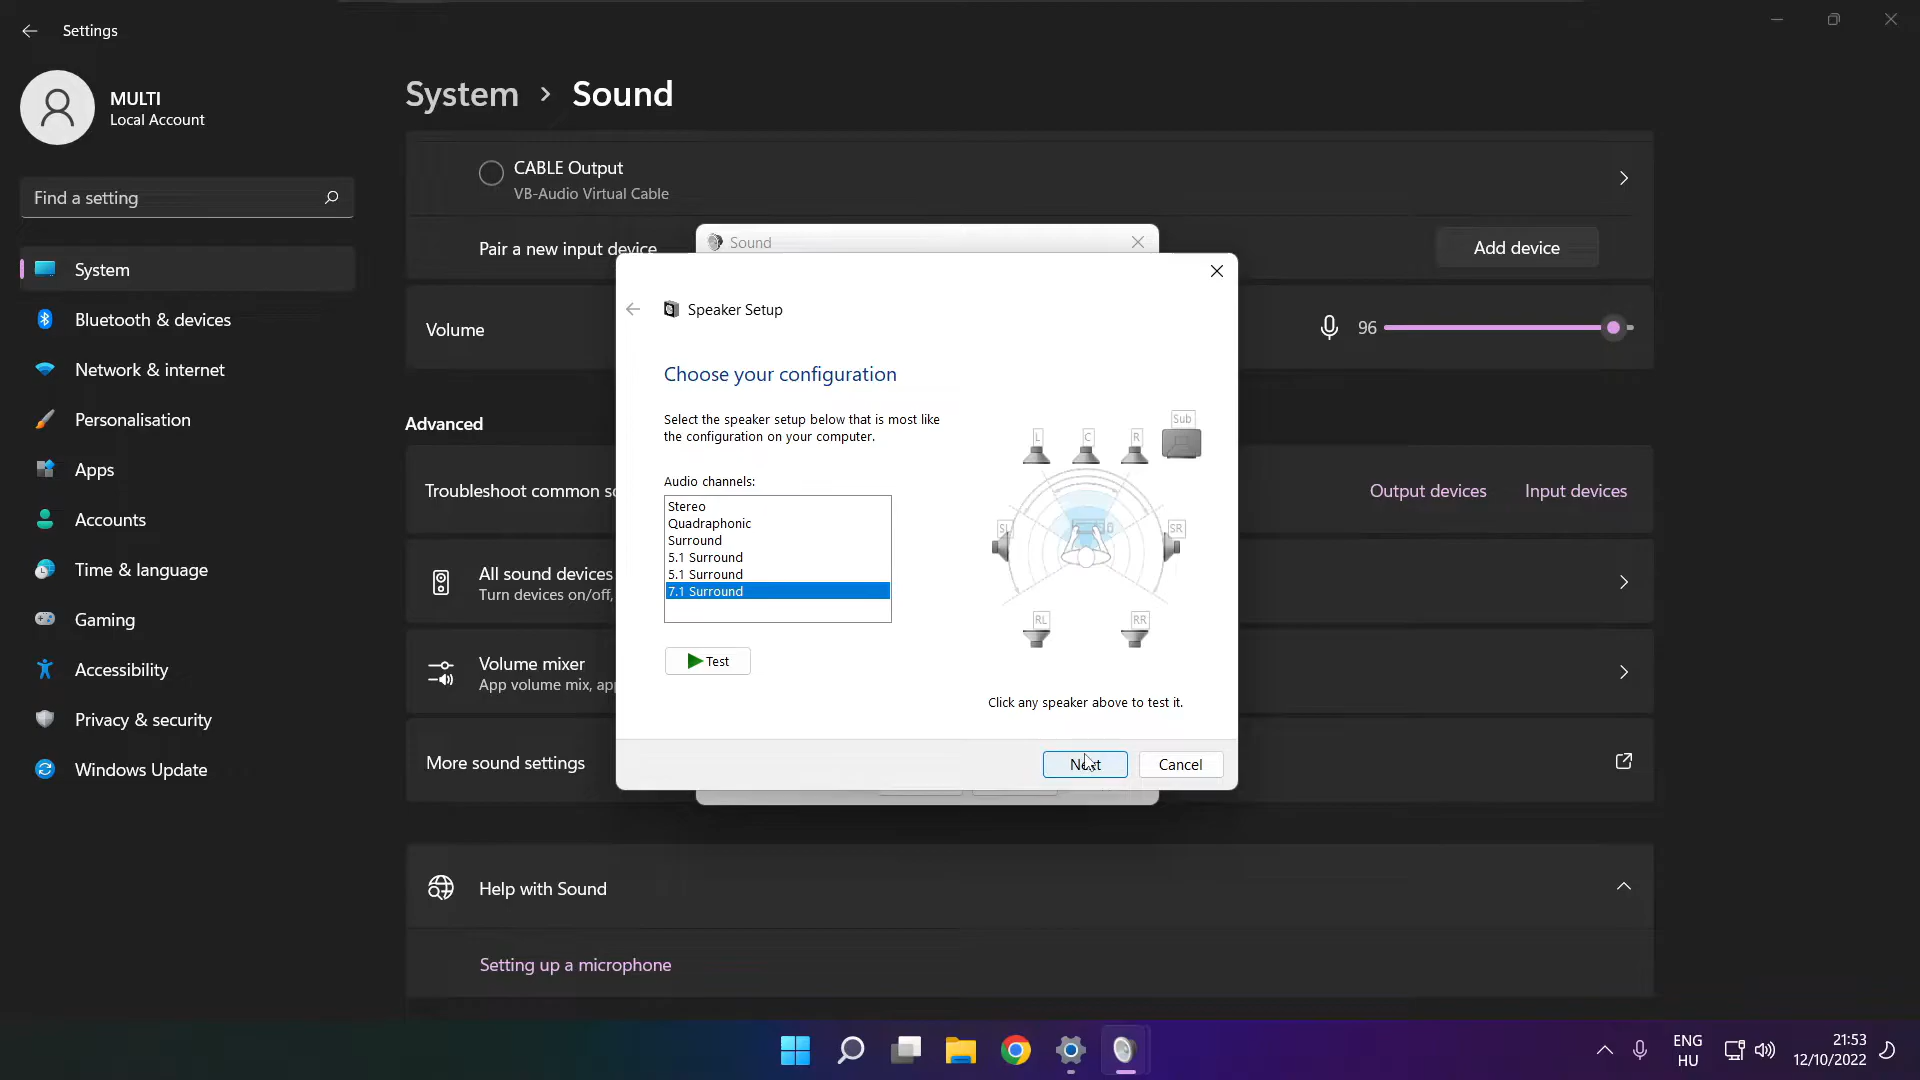 Settings
MULTI
Local Account
Find a setting
System
Bluetooth & devices
Network & internet
Personalisation
Apps
Accounts
Time & language
Gaming
Accessibility
Privacy & security
Windows Update
System > Sound
CABLE Output
VB-Audio Virtual Cable
Pair a new input device
Add device
Volume
96
Advanced
Troubleshoot common
Output devices
Input devices
All sound devices
Turn devices on/off,
Volume mixer
App volume mix,
More sound settings
Help with Sound
Setting up a microphone
Sound
Speaker Setup
Choose your configuration
Select the speaker setup below that is most like
the configuration on your computer.
Audio channels:
Stereo
Quadraphonic
Surround
5.1 Surround
5.1 Surround
7.1 Surround
Test
L
C
R
Sub
SL
SR
RL
RR
Click any speaker above to test it.
Next
Cancel
ENG
HU
21:53
12/10/2022